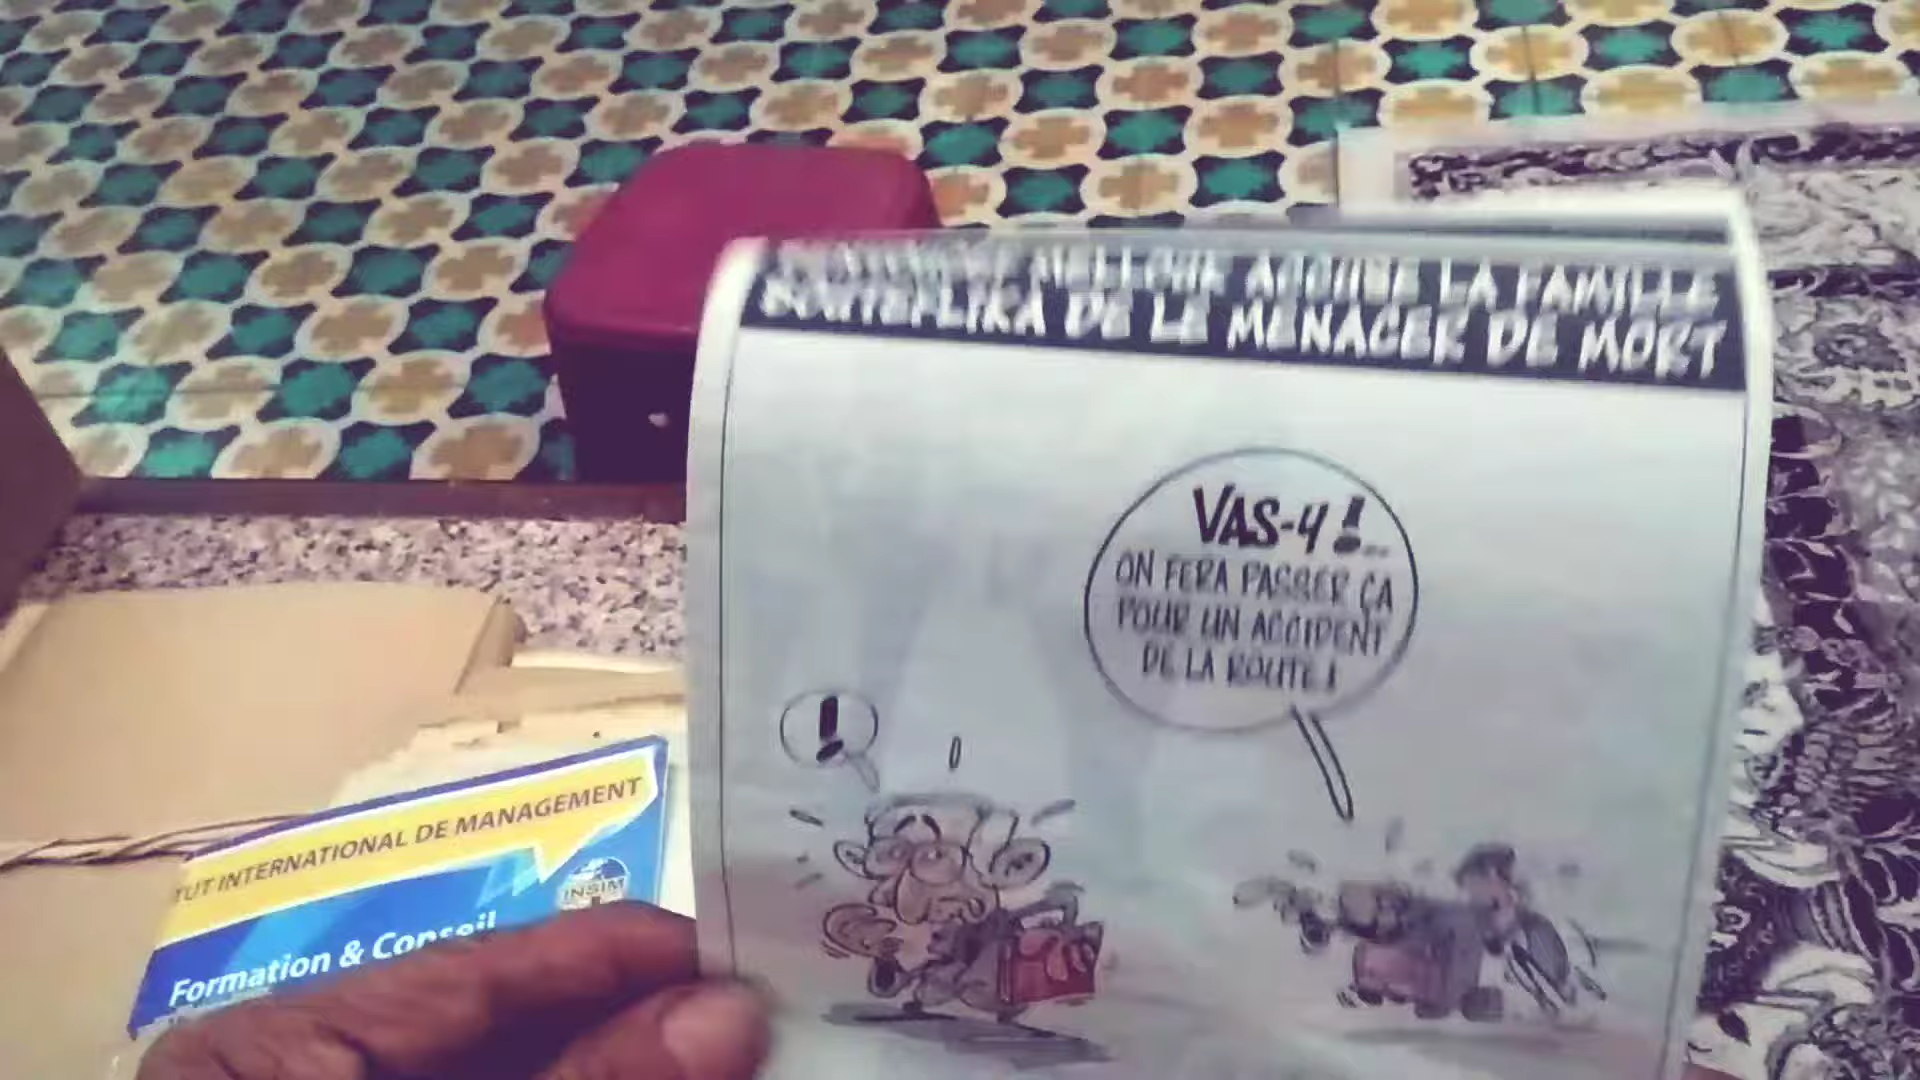 MELLOUK ACCUSE LA FAMILLE
BOUTEFLIKA DE LE MENACER DE MORT
VAS-Y !...
ON FERA PASSER ÇA
POUR UN ACCIDENT
DE LA ROUTE !
!
TUT INTERNATIONAL DE MANAGEMENT
INSIM
Formation & Conseil